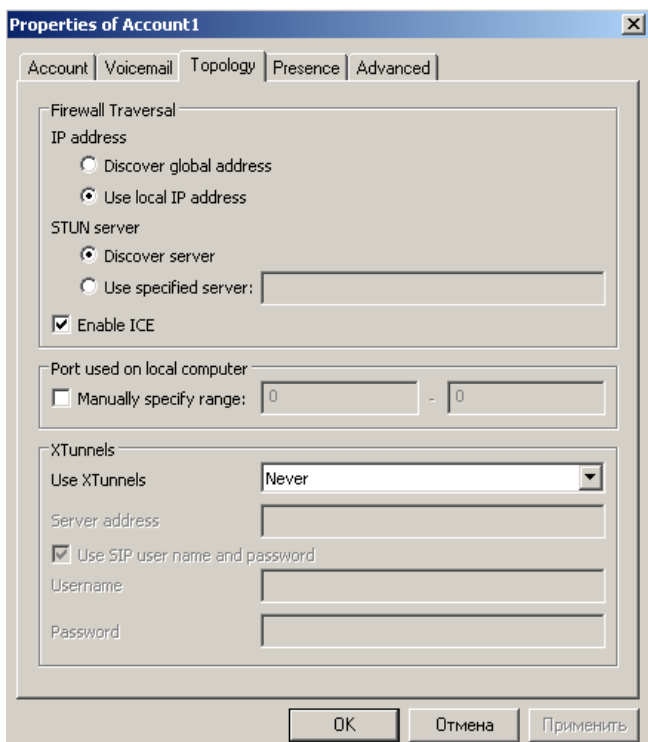 Properties of Account1
Account Voicemail Topology Presence Advanced
Firewall Traversal
IP address
Discover global address
Use local IP address
STUN server
Discover server
Use specified server:
Enable ICE
Port used on local computer
Manually specify range: 0 - 0
XTunnels
Use XTunnels Never
Server address
Use SIP user name and password
Username
Password
OK Отмена Применить